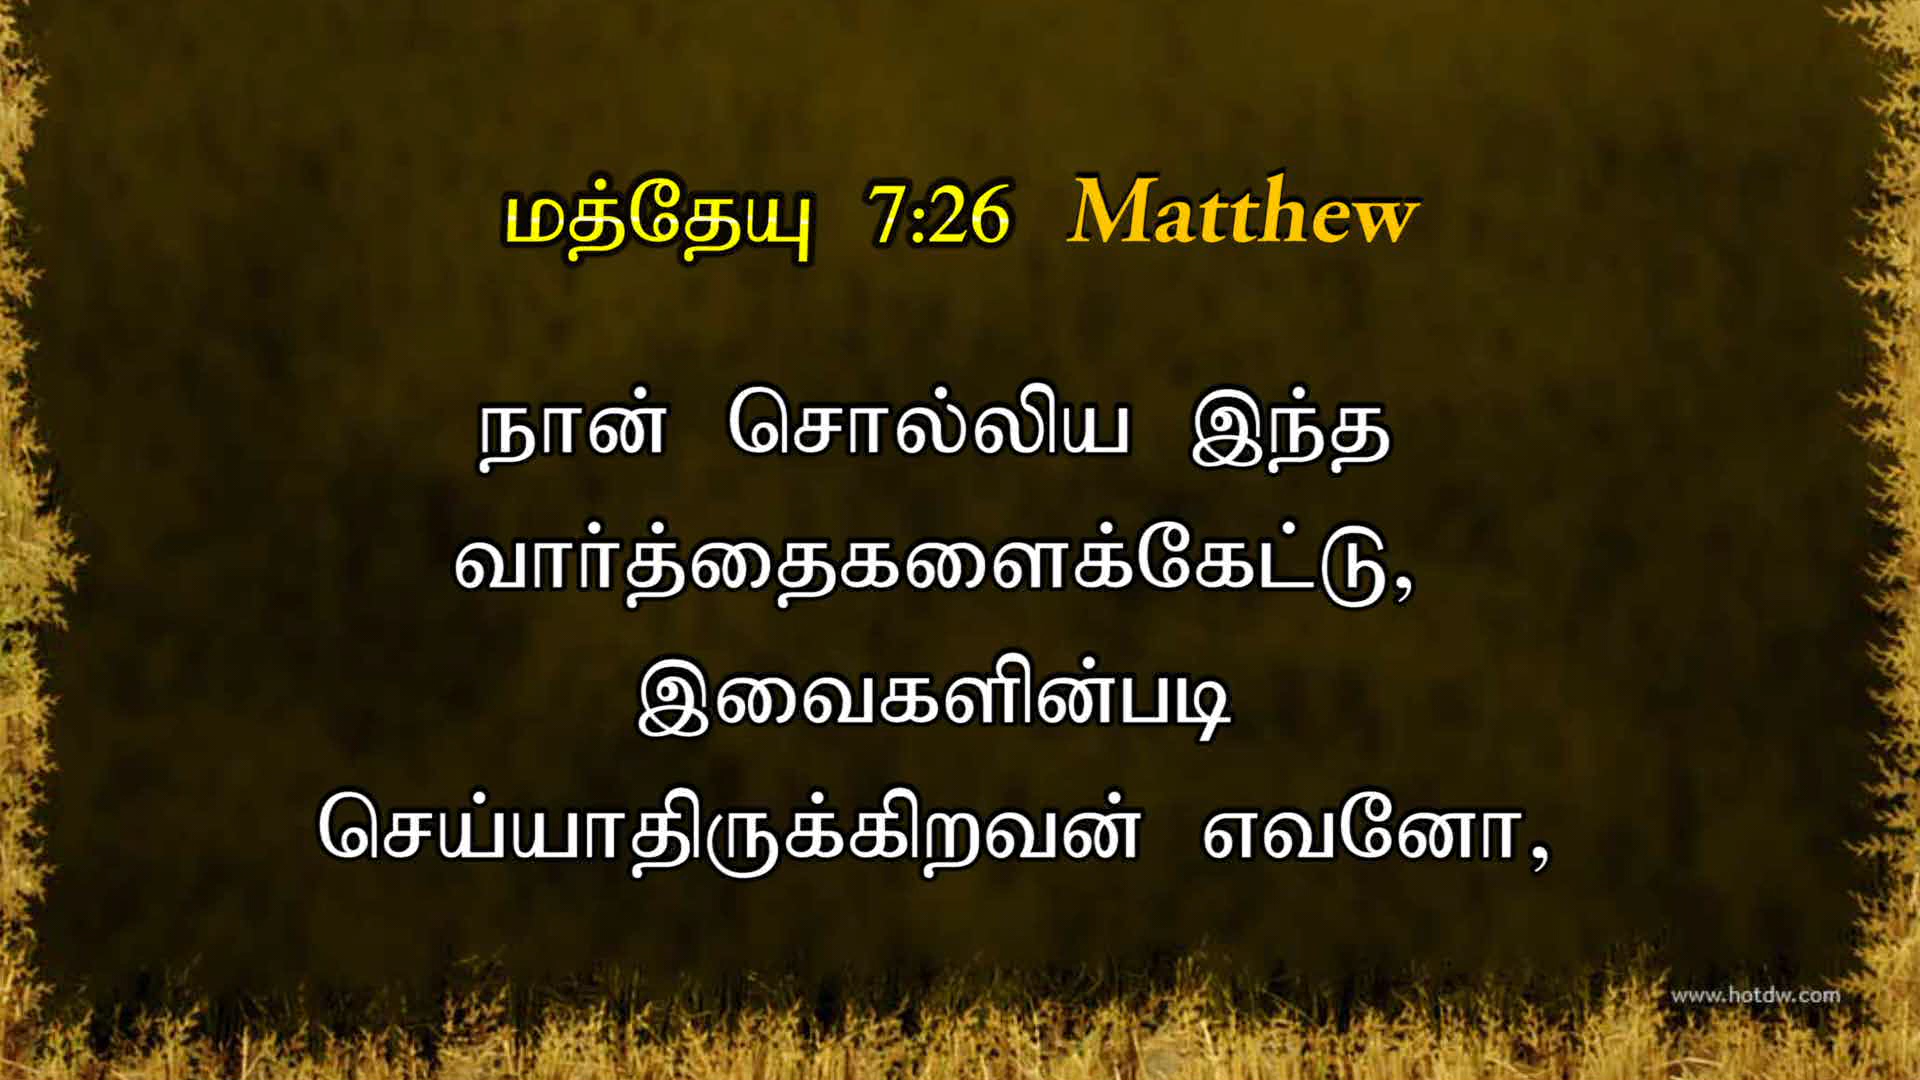 மத்தேயு 7:26 Matthew
நான் சொல்லிய இந்த
வார்த்தைகளைக்கேட்டு,
இவைகளின்படி
செய்யாதிருக்கிறவன் எவனோ,
www.hotdw.com